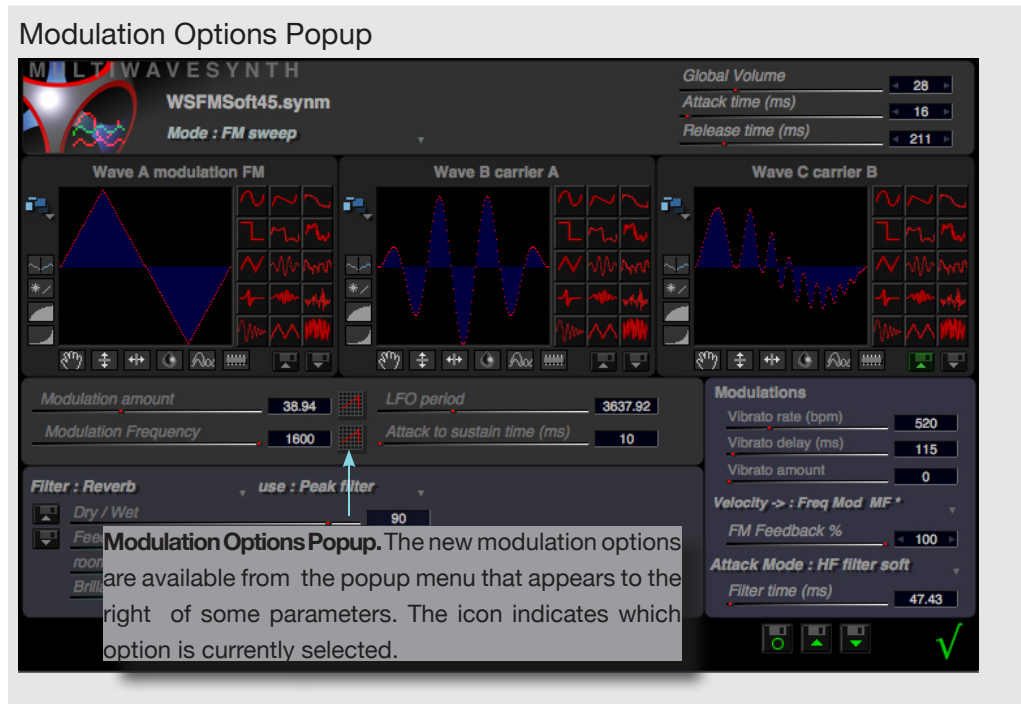 Modulation Options Popup
MULTIWAVESYNTH
WSFMSoft45.synm
Mode : FM sweep
Global Volume
28
Attack time (ms)
16
Release time (ms)
211
Wave A modulation FM
Wave B carrier A
Wave C carrier B
Modulation amount
38.94
LFO period
3637.92
Modulation Frequency
1600
Attack to sustain time (ms)
10
Modulations
Vibrato rate (bpm)
520
Vibrato delay (ms)
115
Vibrato amount
0
Velocity -> : Freq Mod MF *
FM Feedback %
100
Attack Mode : HF filter soft
Filter time (ms)
47.43
Filter : Reverb
use : Peak filter
Dry / Wet
90
Modulation Options Popup. The new modulation options
are available from the popup menu that appears to the
right of some parameters. The icon indicates which
option is currently selected.